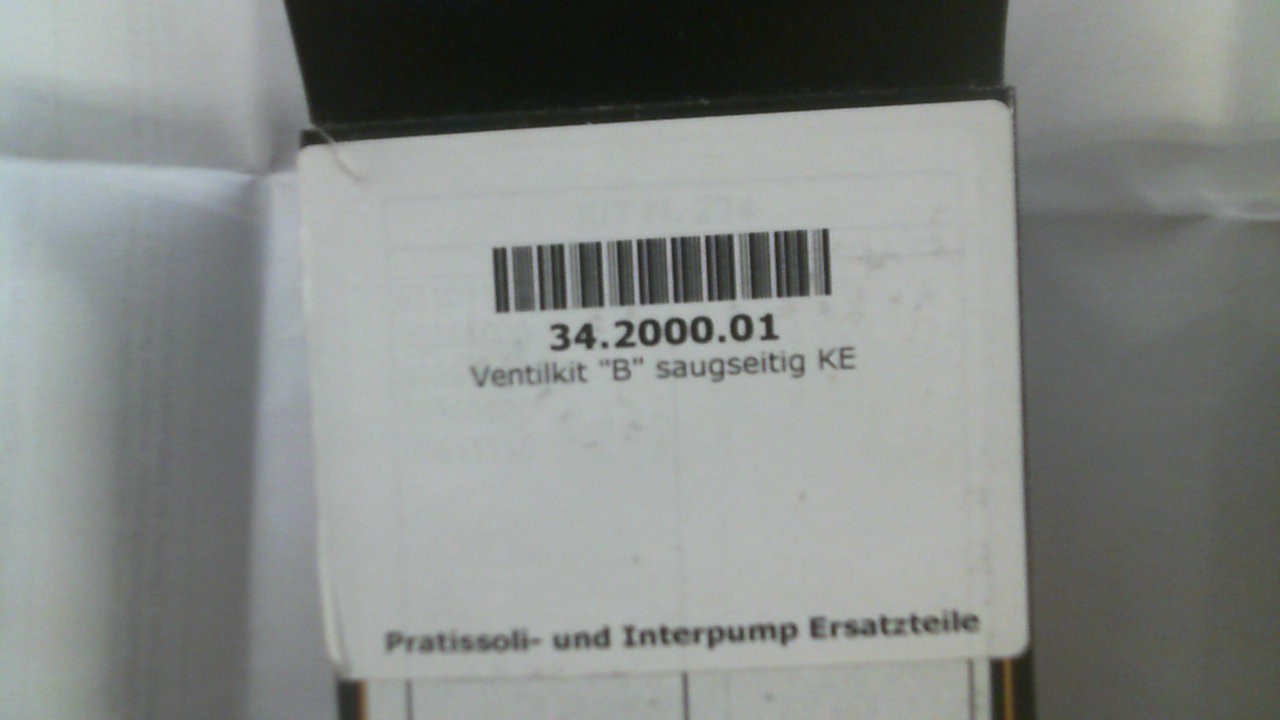 34.2000.01
Ventilkit "B" saugseitig KE
Pratissoli- und Interpump Ersatzteile